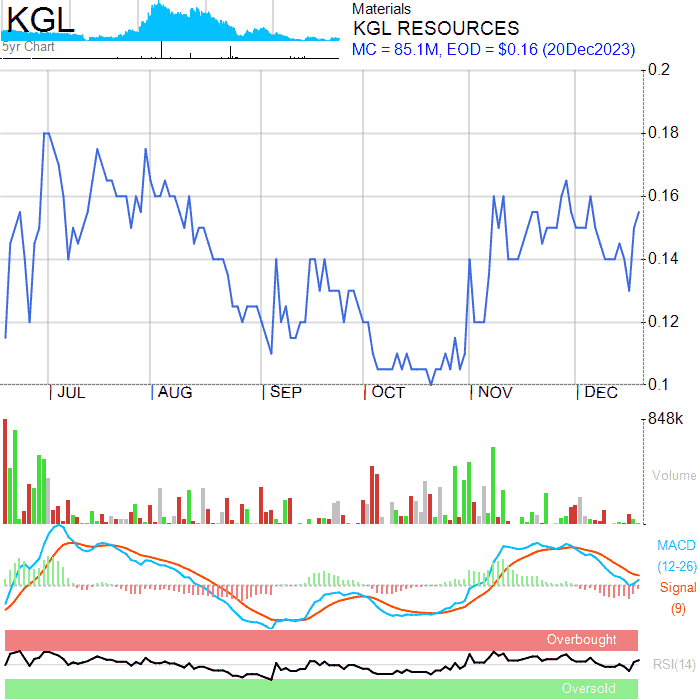 KGL
5yr Chart
Materials
KGL RESOURCES
MC = 85.1M, EOD = $0.16 (20Dec2023)
0.2
0.18
0.16
0.14
0.12
0.1
JUL AUG SEP OCT NOV DEC
848k
Volume
MACD
(12-26)
Signal
(9)
Overbought
RSI(14)
Oversold